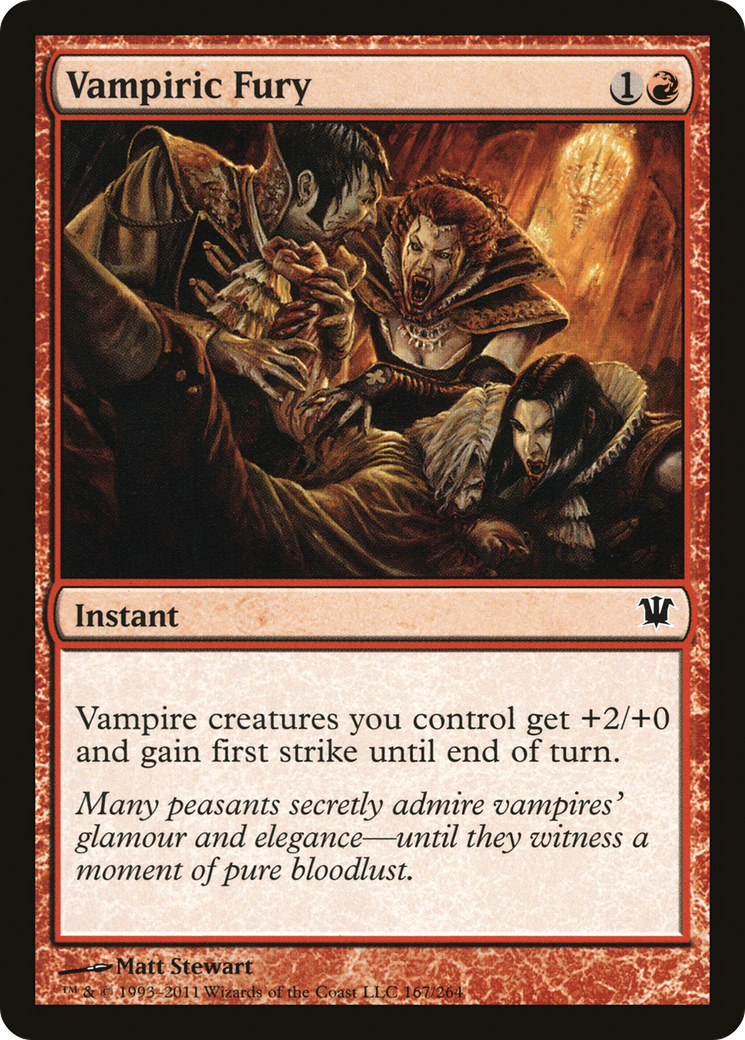 Vampiric Fury 1
Instant
Vampire creatures you control get +2/+0
and gain first strike until end of turn.
Many peasants secretly admire vampires’
glamour and elegance—until they witness a
moment of pure bloodlust.
Matt Stewart
™ & © 1993–2011 Wizards of the Coast LLC 167/264